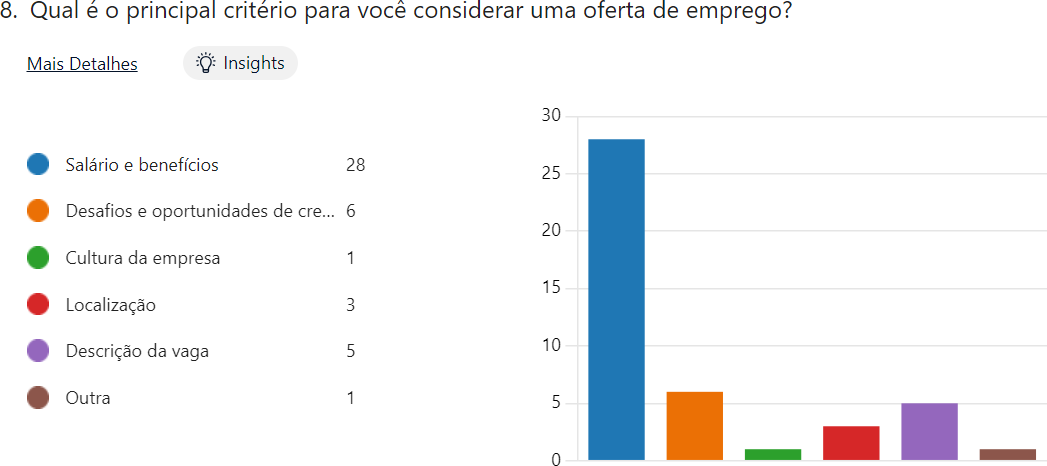 8. Qual é o principal critério para você considerar uma oferta de emprego?
Mais Detalhes
Insights
Salário e benefícios 28
Desafios e oportunidades de cre... 6
Cultura da empresa 1
Localização 3
Descrição da vaga 5
Outra 1
30
25
20
15
10
5
0